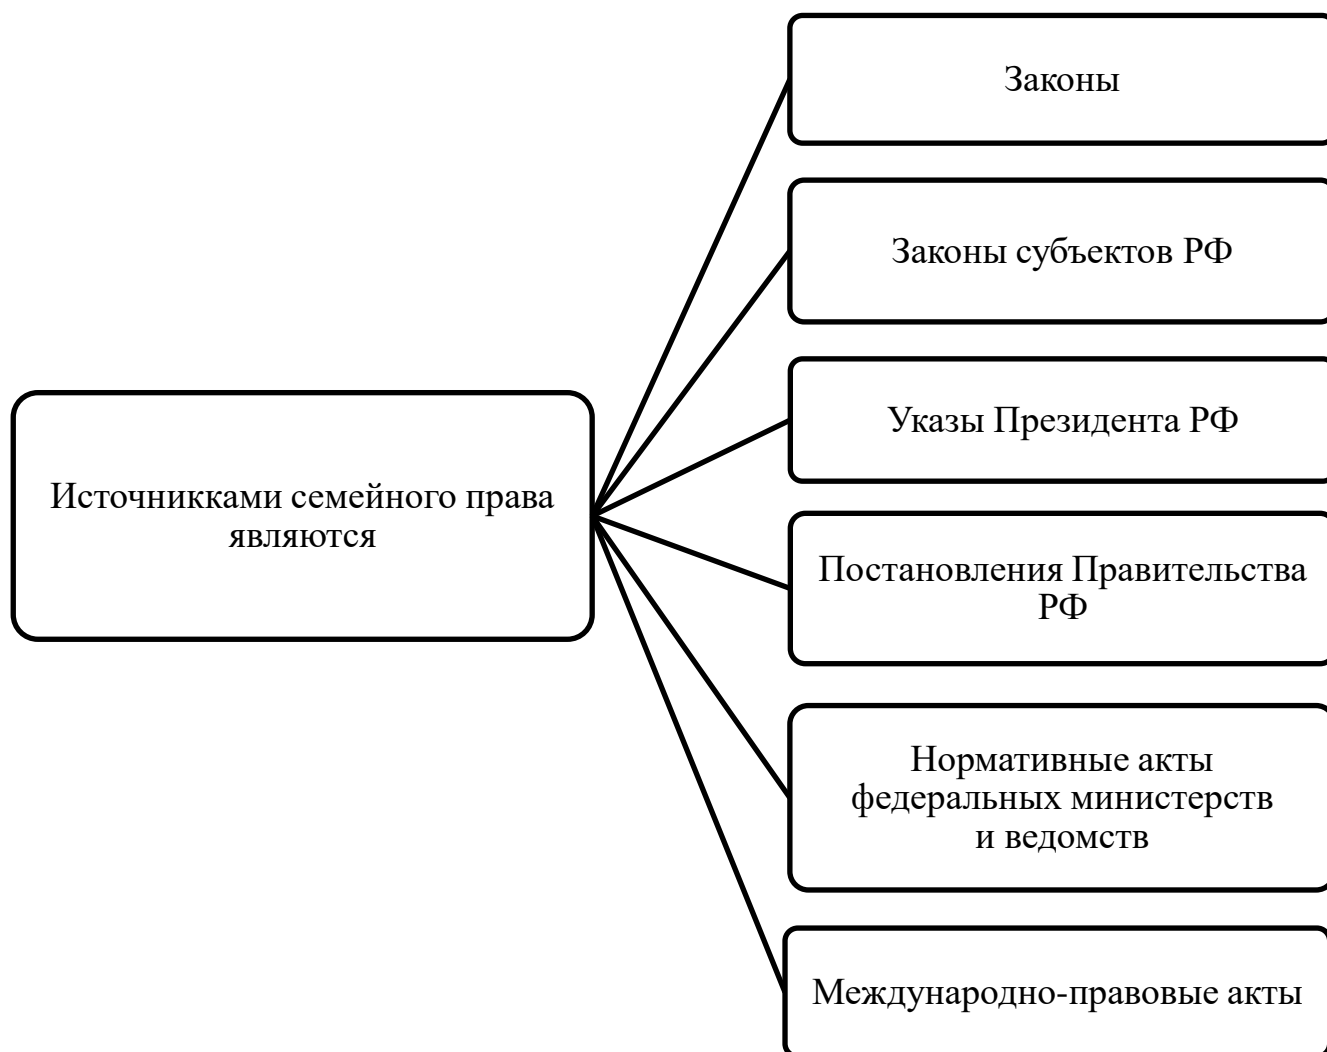 Источникками семейного права
являются
Законы
Законы субъектов РФ
Указы Президента РФ
Постановления Правительства
РФ
Нормативные акты
федеральных министерств
и ведомств
Международно-правовые акты